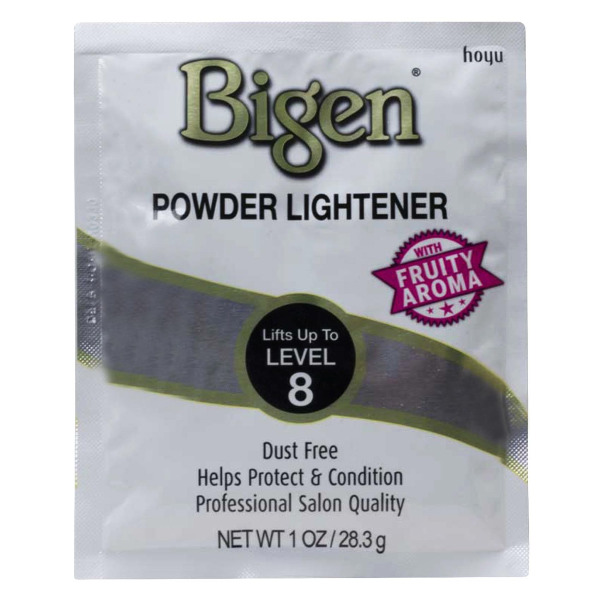 hoyu
Bigen®
POWDER LIGHTENER
WITH
FRUITY
AROMA
Lifts Up To
LEVEL
8
Dust Free
Helps Protect & Condition
Professional Salon Quality
NET WT 1 OZ/28.3 g